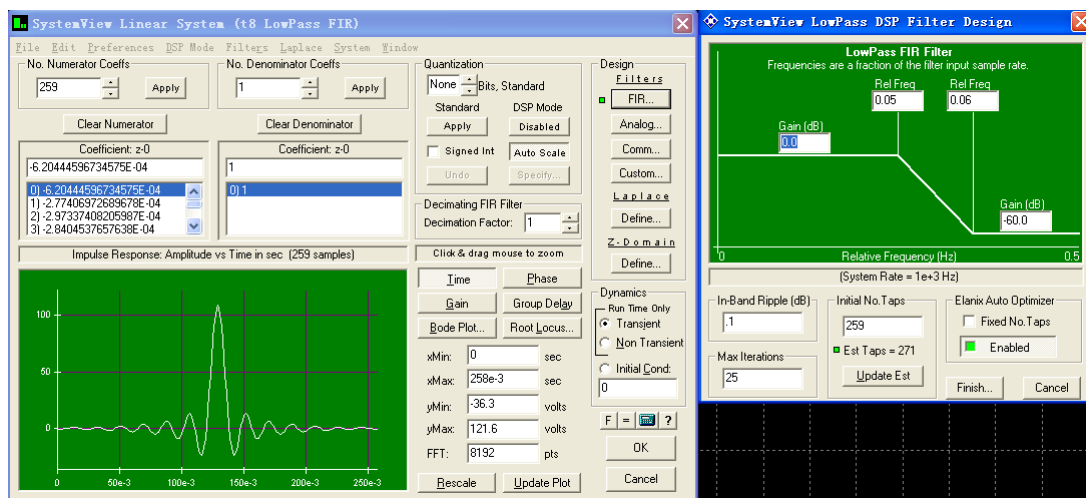 SystemView Linear System (t8 LowPass FIR)
File Edit Preferences DSP Mode Filters Laplace System Window
No. Numerator Coeffs
259
Apply
No. Denominator Coeffs
1
Apply
Clear Numerator
Clear Denominator
Coefficient: z-0
-6.20444596734575E-04
0) -6.20444596734575E-04
1) -2.77406972689678E-04
2) -2.97337408205987E-04
3) -2.8404537657638E-04
Coefficient: z-0
1
0) 1
Quantization
None Bits, Standard
Standard
DSP Mode
Apply
Disabled
Signed Int
Auto Scale
Undo
Specify...
Decimating FIR Filter
Decimation Factor: 1
Design
Filters
FIR...
Analog...
Comm...
Custom...
Laplace
Define...
Z-Domain
Define...
Impulse Response: Amplitude vs Time in sec (259 samples)
100
50
0
0 50e-3 100e-3 150e-3 200e-3 250e-3
Click & drag mouse to zoom
Time
Phase
Gain
Group Delay
Bode Plot...
Root Locus...
xMin: 0 sec
xMax: 258e-3 sec
yMin: -36.3 volts
yMax: 121.6 volts
FFT: 8192 pts
Rescale
Update Plot
Dynamics
Run Time Only
Transient
Non Transient
Initial Cond:
0
F = ?
OK
Cancel
SystemView LowPass DSP Filter Design
LowPass FIR Filter
Frequencies are a fraction of the filter input sample rate.
Rel Freq
0.05
Rel Freq
0.06
Gain (dB)
0.0
Gain (dB)
-60.0
0 Relative Frequency (Hz) 0.5
(System Rate = 1e+3 Hz)
In-Band Ripple (dB)
.1
Max Iterations
25
Initial No.Taps
259
Est Taps = 271
Update Est
Elanix Auto Optimizer
Fixed No.Taps
Enabled
Finish...
Cancel